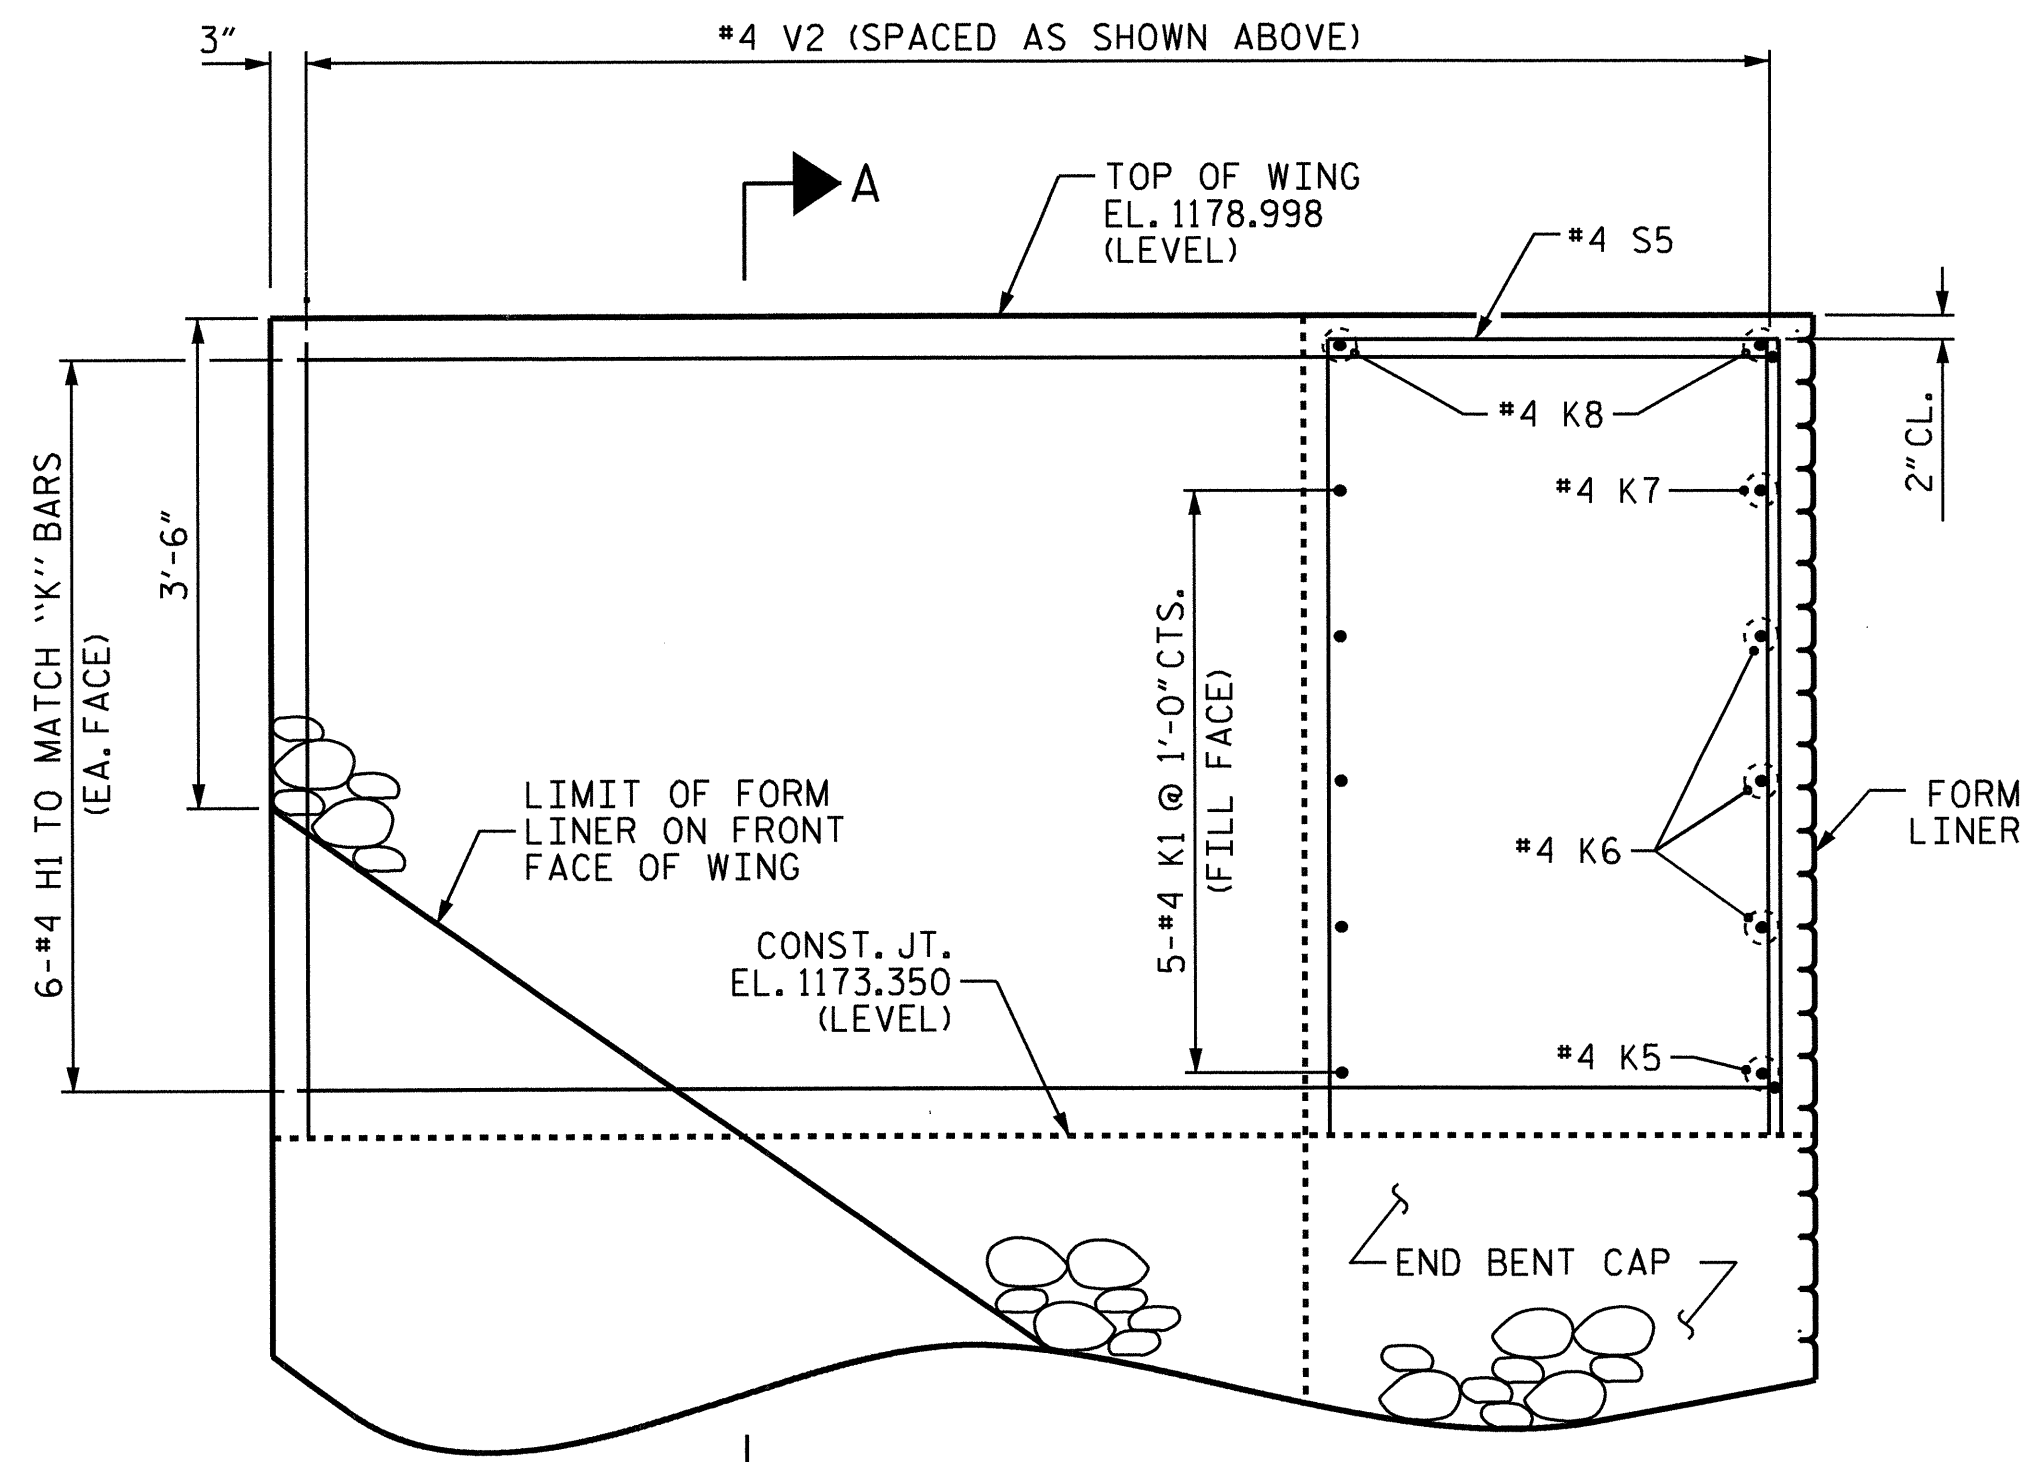 3"
#4 V2 (SPACED AS SHOWN ABOVE)
A
TOP OF WING
EL. 1178.998
(LEVEL)
#4 S5
#4 K8
2" CL.
#4 K7
6-#4 H1 TO MATCH "K" BARS
(EA. FACE)
3'-6"
5-#4 K1 @ 1'-0" CTS.
(FILL FACE)
LIMIT OF FORM
LINER ON FRONT
FACE OF WING
FORM
LINER
#4 K6
CONST. JT.
EL. 1173.350
(LEVEL)
#4 K5
END BENT CAP